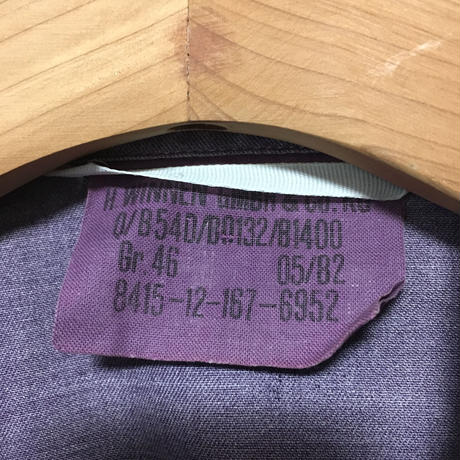 H WINNEN GMBH & CO. KG
0/B54D/D0132/B1400
Gr. 46 05/82
8415-12-167-6952